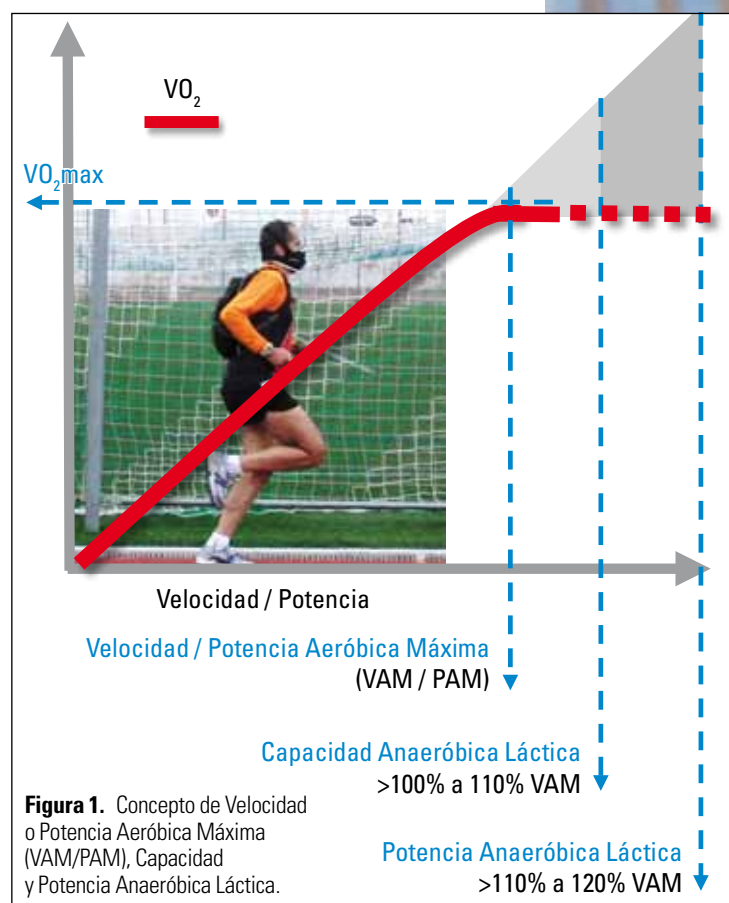 VO₂
VO₂max
Velocidad / Potencia
Velocidad / Potencia Aeróbica Máxima
(VAM / PAM)
Capacidad Anaeróbica Láctica
>100% a 110% VAM
Potencia Anaeróbica Láctica
>110% a 120% VAM
Figura 1. Concepto de Velocidad
o Potencia Aeróbica Máxima
(VAM/PAM), Capacidad
y Potencia Anaeróbica Láctica.